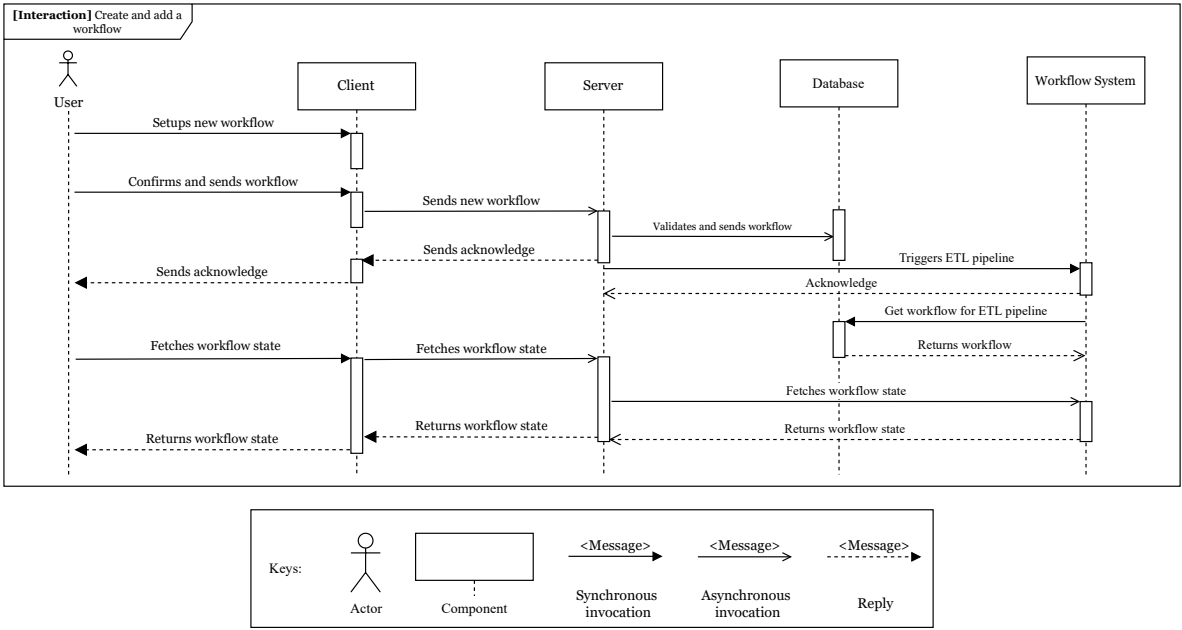 [Interaction] Create and add a
workflow
User
Client
Server
Database
Workflow System
Setups new workflow
Confirms and sends workflow
Sends new workflow
Validates and sends workflow
Sends acknowledge
Triggers ETL pipeline
Sends acknowledge
Acknowledge
Get workflow for ETL pipeline
Fetches workflow state
Fetches workflow state
Returns workflow
Fetches workflow state
Returns workflow state
Returns workflow state
Returns workflow state
Keys:
Actor
Component
<Message>
Synchronous
invocation
<Message>
Asynchronous
invocation
<Message>
Reply